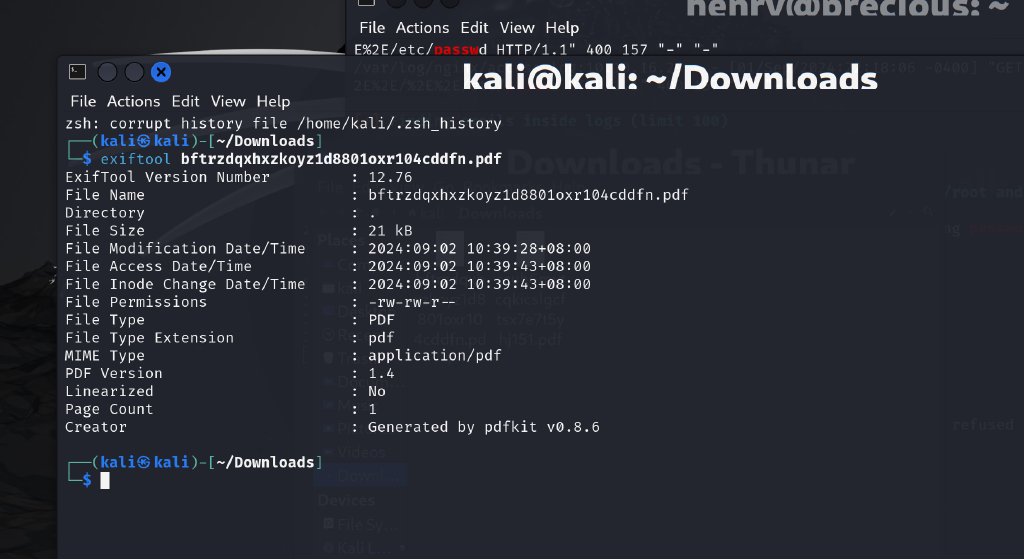 henry@precious: ~
File Actions Edit View Help
E%2E/etc/passwd HTTP/1.1" 400 157 "-" "-"
kali@kali: ~/Downloads
File Actions Edit View Help
inside logs (limit 100)
zsh: corrupt history file /home/kali/.zsh_history
┌──(kali㉿kali)-[~/Downloads]
└─$ exiftool bftrzdqxhxzkoyz1d8801oxr104cddfn.pdf
Downloads - Thunar
ExifTool Version Number : 12.76
File Name : bftrzdqxhxzkoyz1d8801oxr104cddfn.pdf
/root and
Directory : .
File Size : 21 kB
File Modification Date/Time : 2024:09:02 10:39:28+08:00
File Access Date/Time : 2024:09:02 10:39:43+08:00
File Inode Change Date/Time : 2024:09:02 10:39:43+08:00
File Permissions : -rw-rw-r--
File Type : PDF
File Type Extension : pdf
MIME Type : application/pdf
PDF Version : 1.4
Linearized : No
Page Count : 1
Creator : Generated by pdfkit v0.8.6
refused
Videos
┌──(kali㉿kali)-[~/Downloads]
└─$
Devices
File Sy...
Kali L...